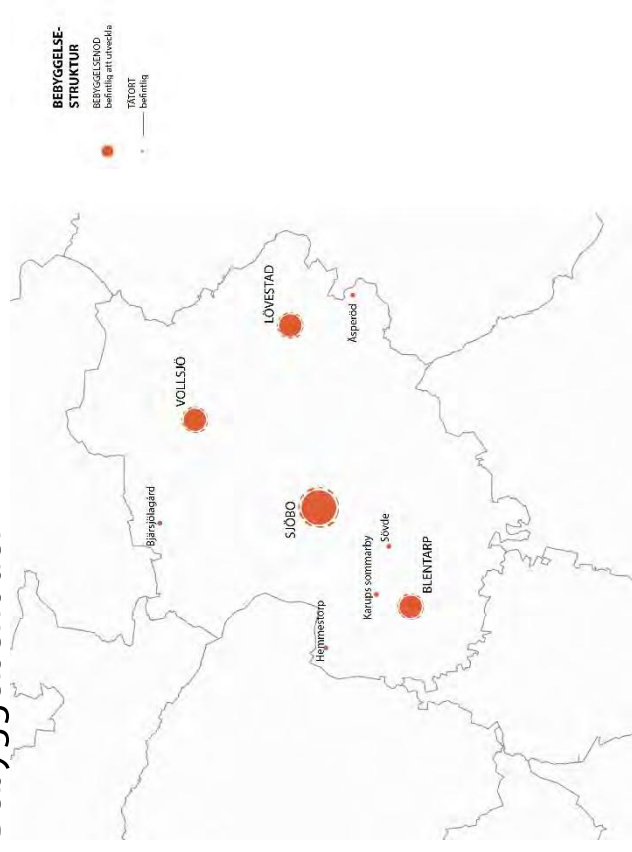 BEBYGGELSE-
STRUKTUR
BEBYGGELSENOD
befintlig att utveckla
TÄTORT
befintlig
Bjärsjölagård
VOLLSJÖ
LÖVESTAD
SJÖBO
Hemmestorp
Äsperöd
Karups sommarby
Sövde
BLENTARP